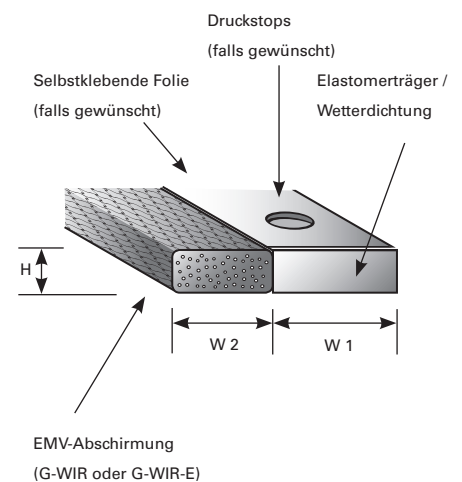 Druckstops
(falls gewünscht)
Selbstklebende Folie
(falls gewünscht)
Elastomerträger /
Wetterdichtung
H
W 2
W 1
EMV-Abschirmung
(G-WIR oder G-WIR-E)